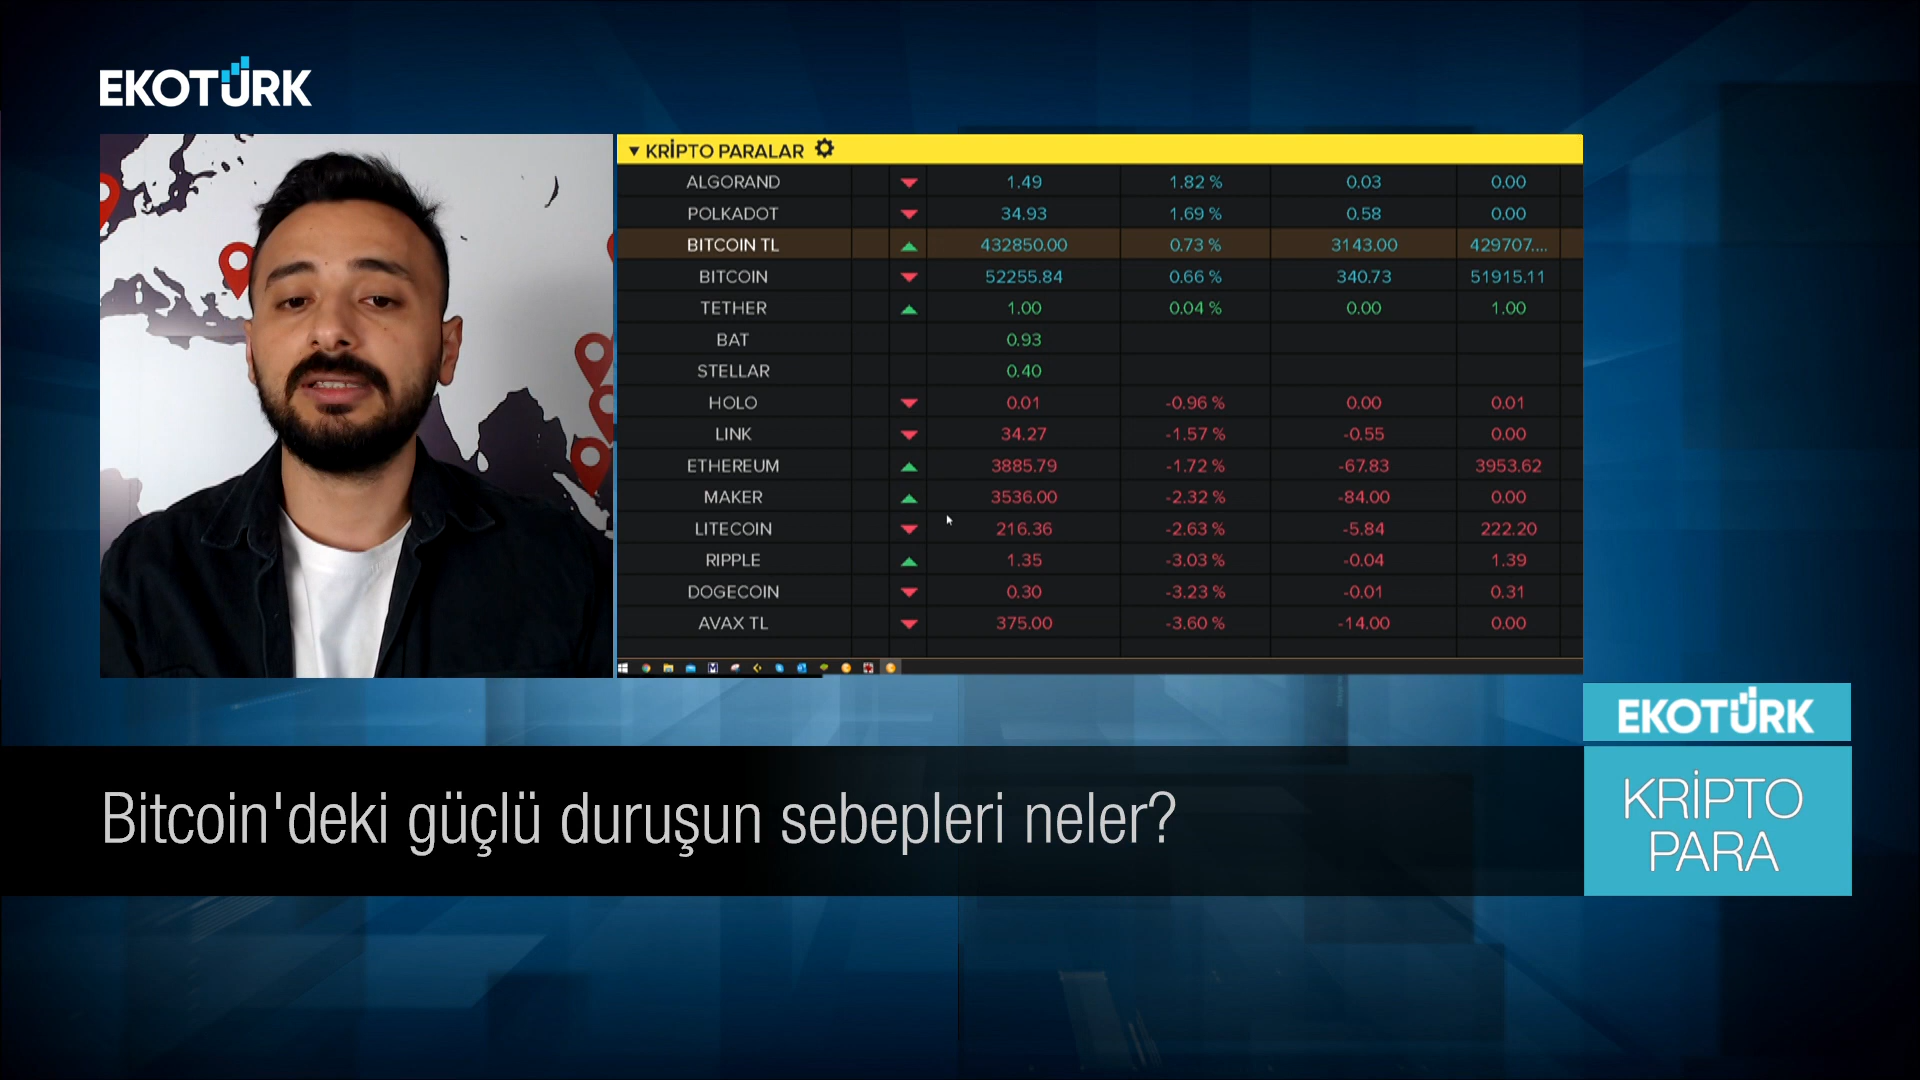 EKOTÜRK
▼ KRİPTO PARALAR
ALGORAND 1.49 1.82 % 0.03 0.00
POLKADOT 34.93 1.69 % 0.58 0.00
BITCOIN TL 432850.00 0.73 % 3143.00 429707....
BITCOIN 52255.84 0.66 % 340.73 51915.11
TETHER 1.00 0.04 % 0.00 1.00
BAT 0.93
STELLAR 0.40
HOLO 0.01 -0.96 % 0.00 0.01
LINK 34.27 -1.57 % -0.55 0.00
ETHEREUM 3885.79 -1.72 % -67.83 3953.62
MAKER 3536.00 -2.32 % -84.00 0.00
LITECOIN 216.36 -2.63 % -5.84 222.20
RIPPLE 1.35 -3.03 % -0.04 1.39
DOGECOIN 0.30 -3.23 % -0.01 0.31
AVAX TL 375.00 -3.60 % -14.00 0.00
EKOTÜRK
Bitcoin'deki güçlü duruşun sebepleri neler?
KRİPTO
PARA